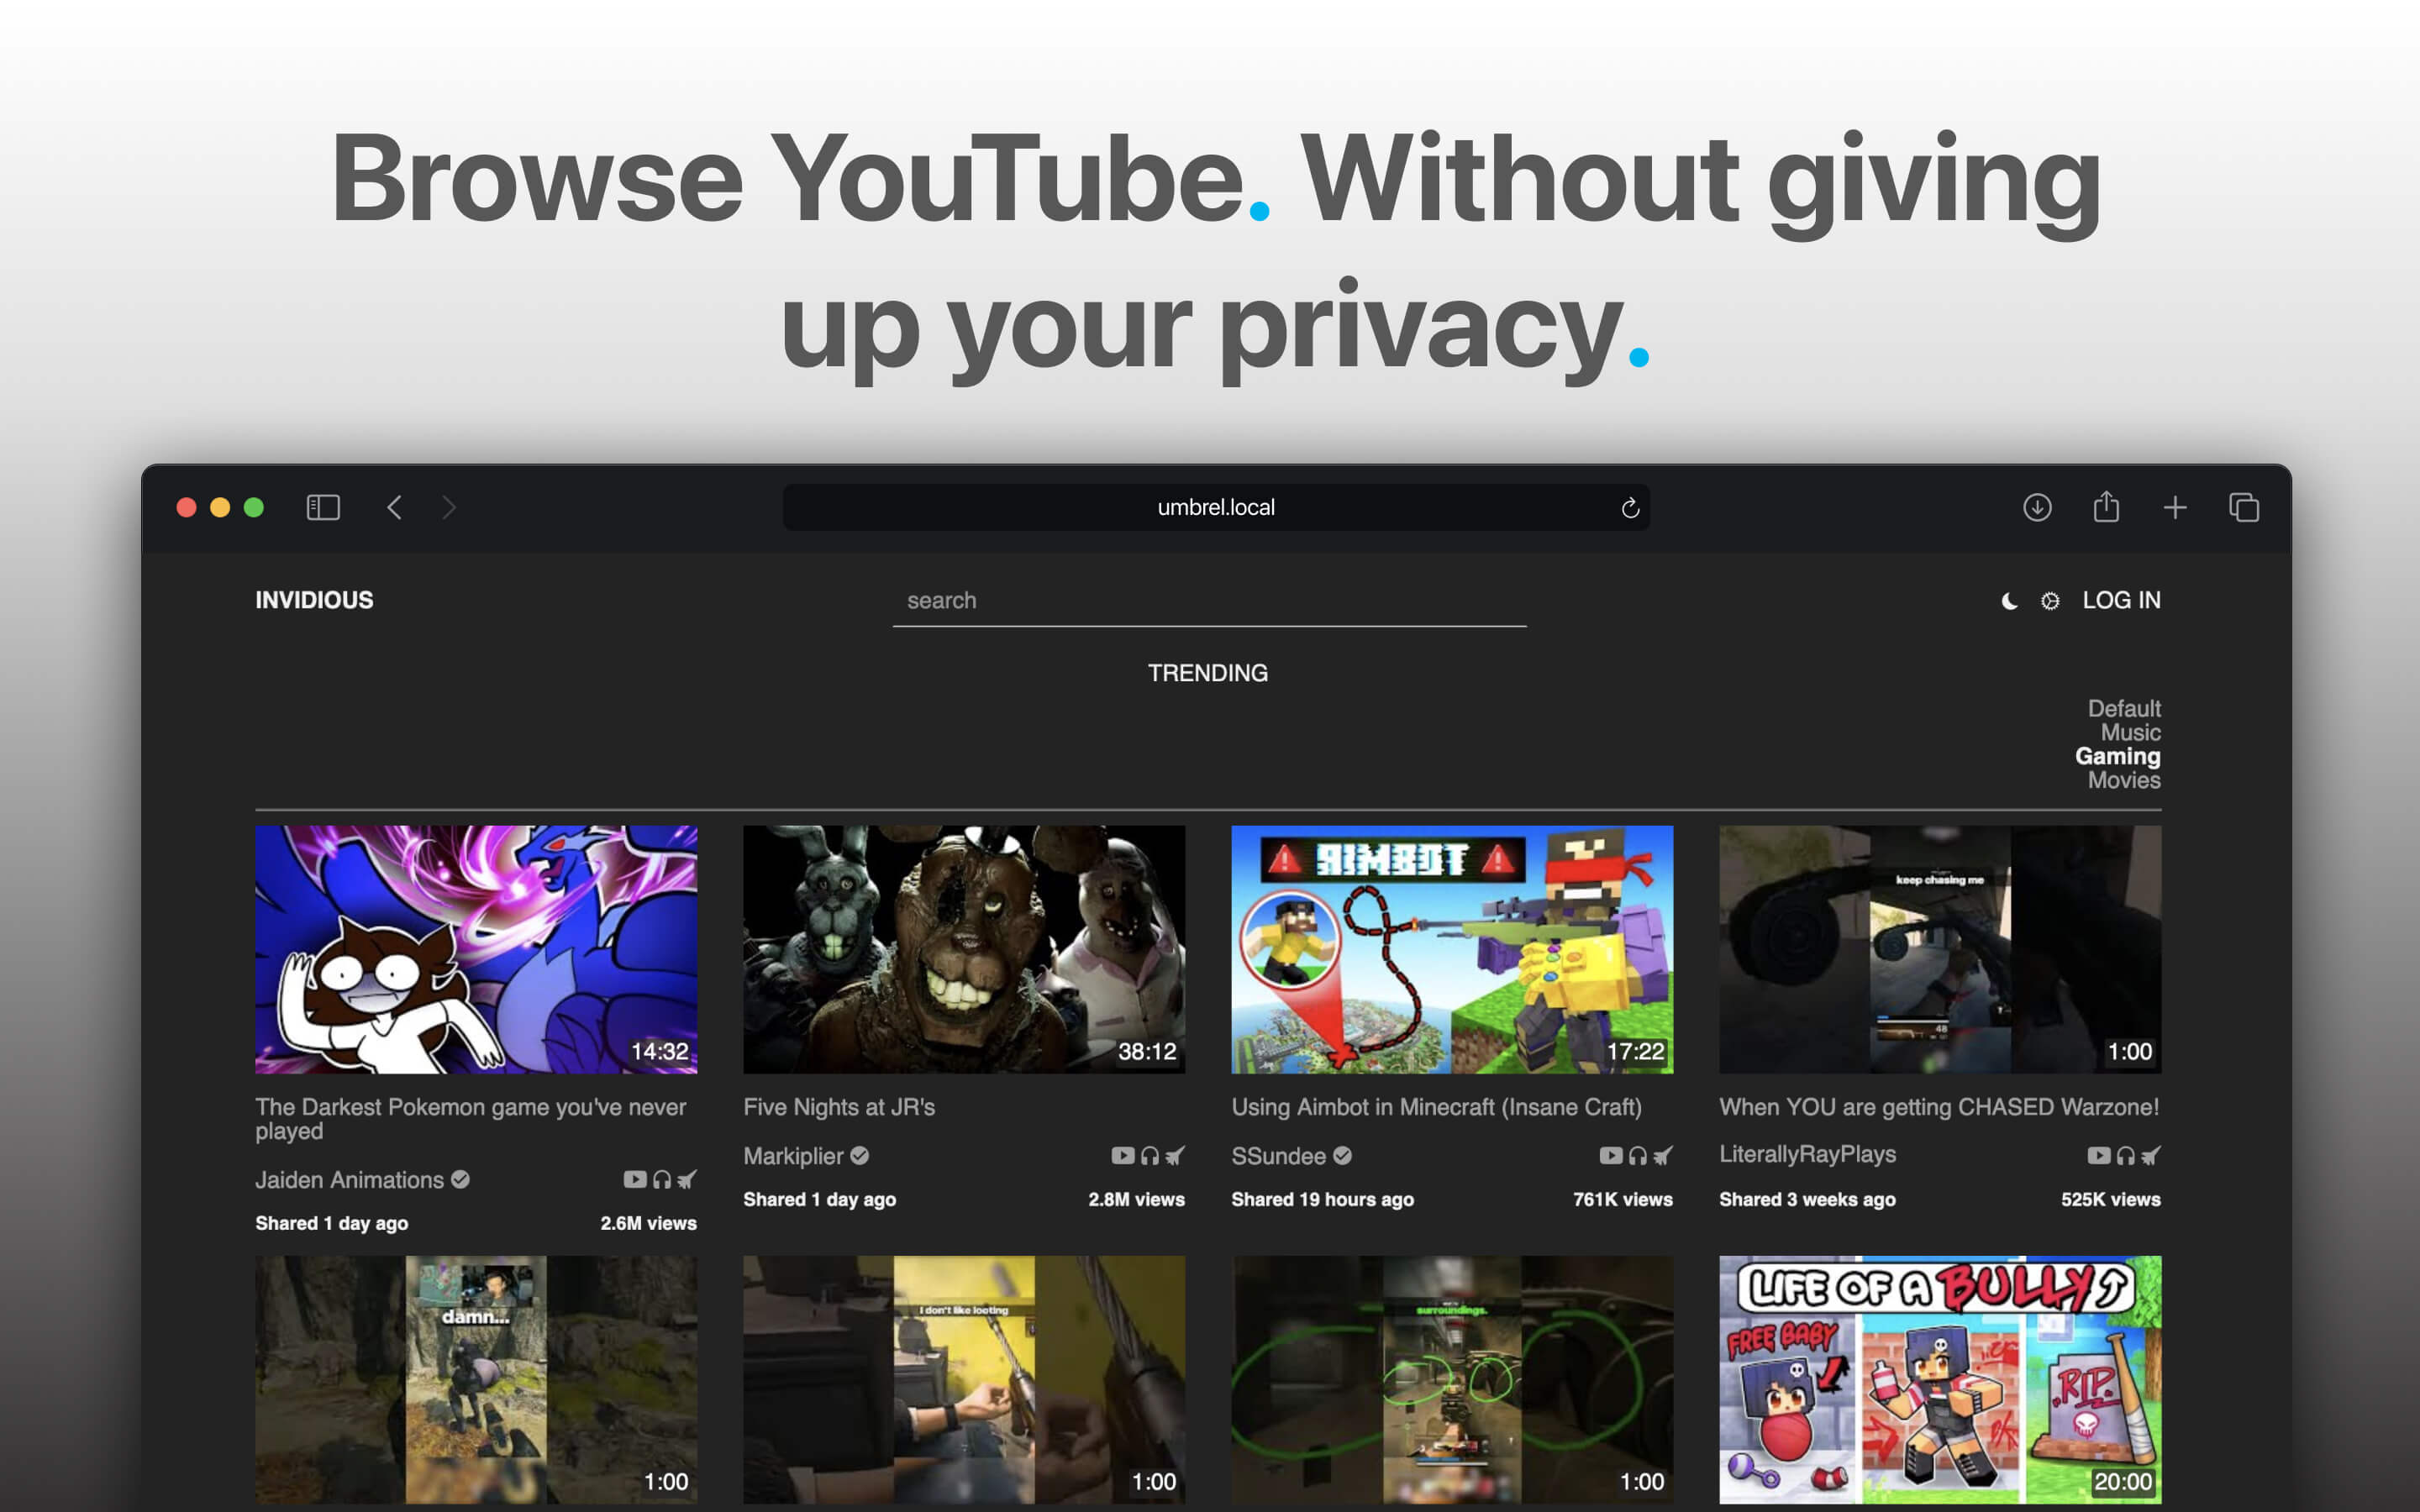 Browse YouTube. Without giving
up your privacy.
umbrel.local
INVIDIOUS
search
LOG IN
TRENDING
Default
Music
Gaming
Movies
AIMBOT
keep chasing me
48
14:32
38:12
17:22
1:00
The Darkest Pokemon game you've never
played
Jaiden Animations
Shared 1 day ago
2.6M views
Five Nights at JR's
Markiplier
Shared 1 day ago
2.8M views
Using Aimbot in Minecraft (Insane Craft)
SSundee
Shared 19 hours ago
761K views
When YOU are getting CHASED Warzone!
LiterallyRayPlays
Shared 3 weeks ago
525K views
damn...
1:00
I don't like looting
1:00
surroundings.
1:00
LIFE OF A BULLY
FREE BABY
R.I.P.
20:00